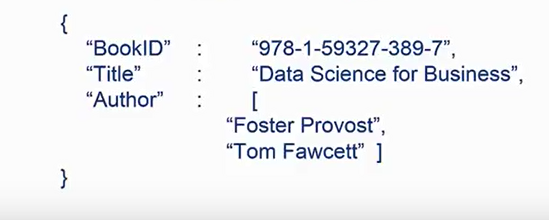 {
“BookID” : “978-1-59327-389-7”,
“Title” : “Data Science for Business”,
“Author” : [
“Foster Provost”,
“Tom Fawcett” ]
}